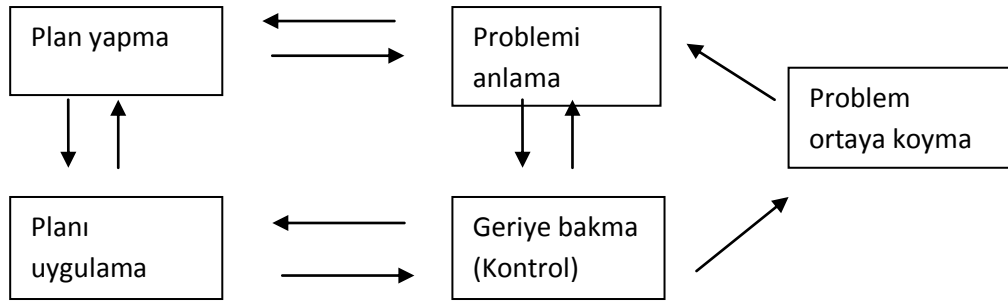 Plan yapma
Problemi
anlama
Problem
ortaya koyma
Planı
uygulama
Geriye bakma
(Kontrol)